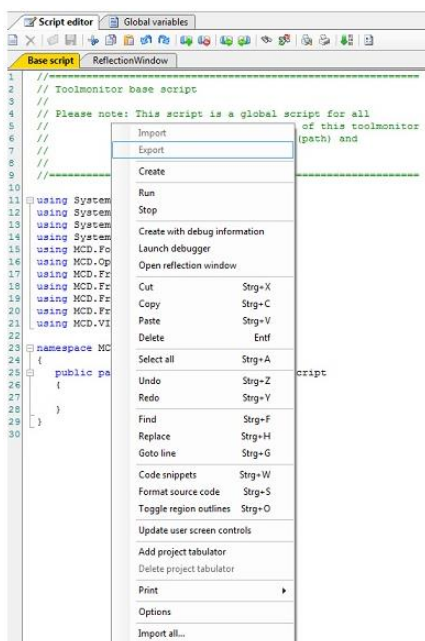 Script editor Global variables
Base script ReflectionWindow
1 //=========================================================
2 // Toolmonitor base script
3 //
4 // Please note: This script is a global script for all
5 // of this toolmonitor
6 // (path) and
7 //
8 //
9 //=========================================================
10
11 using System
12 using System
13 using System
14 using System
15 using MCD.Fo
16 using MCD.Op
17 using MCD.Fr
18 using MCD.Fr
19 using MCD.Fr
20 using MCD.Fr
21 using MCD.VI
22
23 namespace MC
24 {
25 public pa cript
26 {
27
28 }
29 }
30
Import
Export
Create
Run
Stop
Create with debug information
Launch debugger
Open reflection window
Cut Strg+X
Copy Strg+C
Paste Strg+V
Delete Entf
Select all Strg+A
Undo Strg+Z
Redo Strg+Y
Find Strg+F
Replace Strg+H
Goto line Strg+G
Code snippets Strg+W
Format source code Strg+S
Toggle region outlines Strg+O
Update user screen controls
Add project tabulator
Delete project tabulator
Print
Options
Import all...